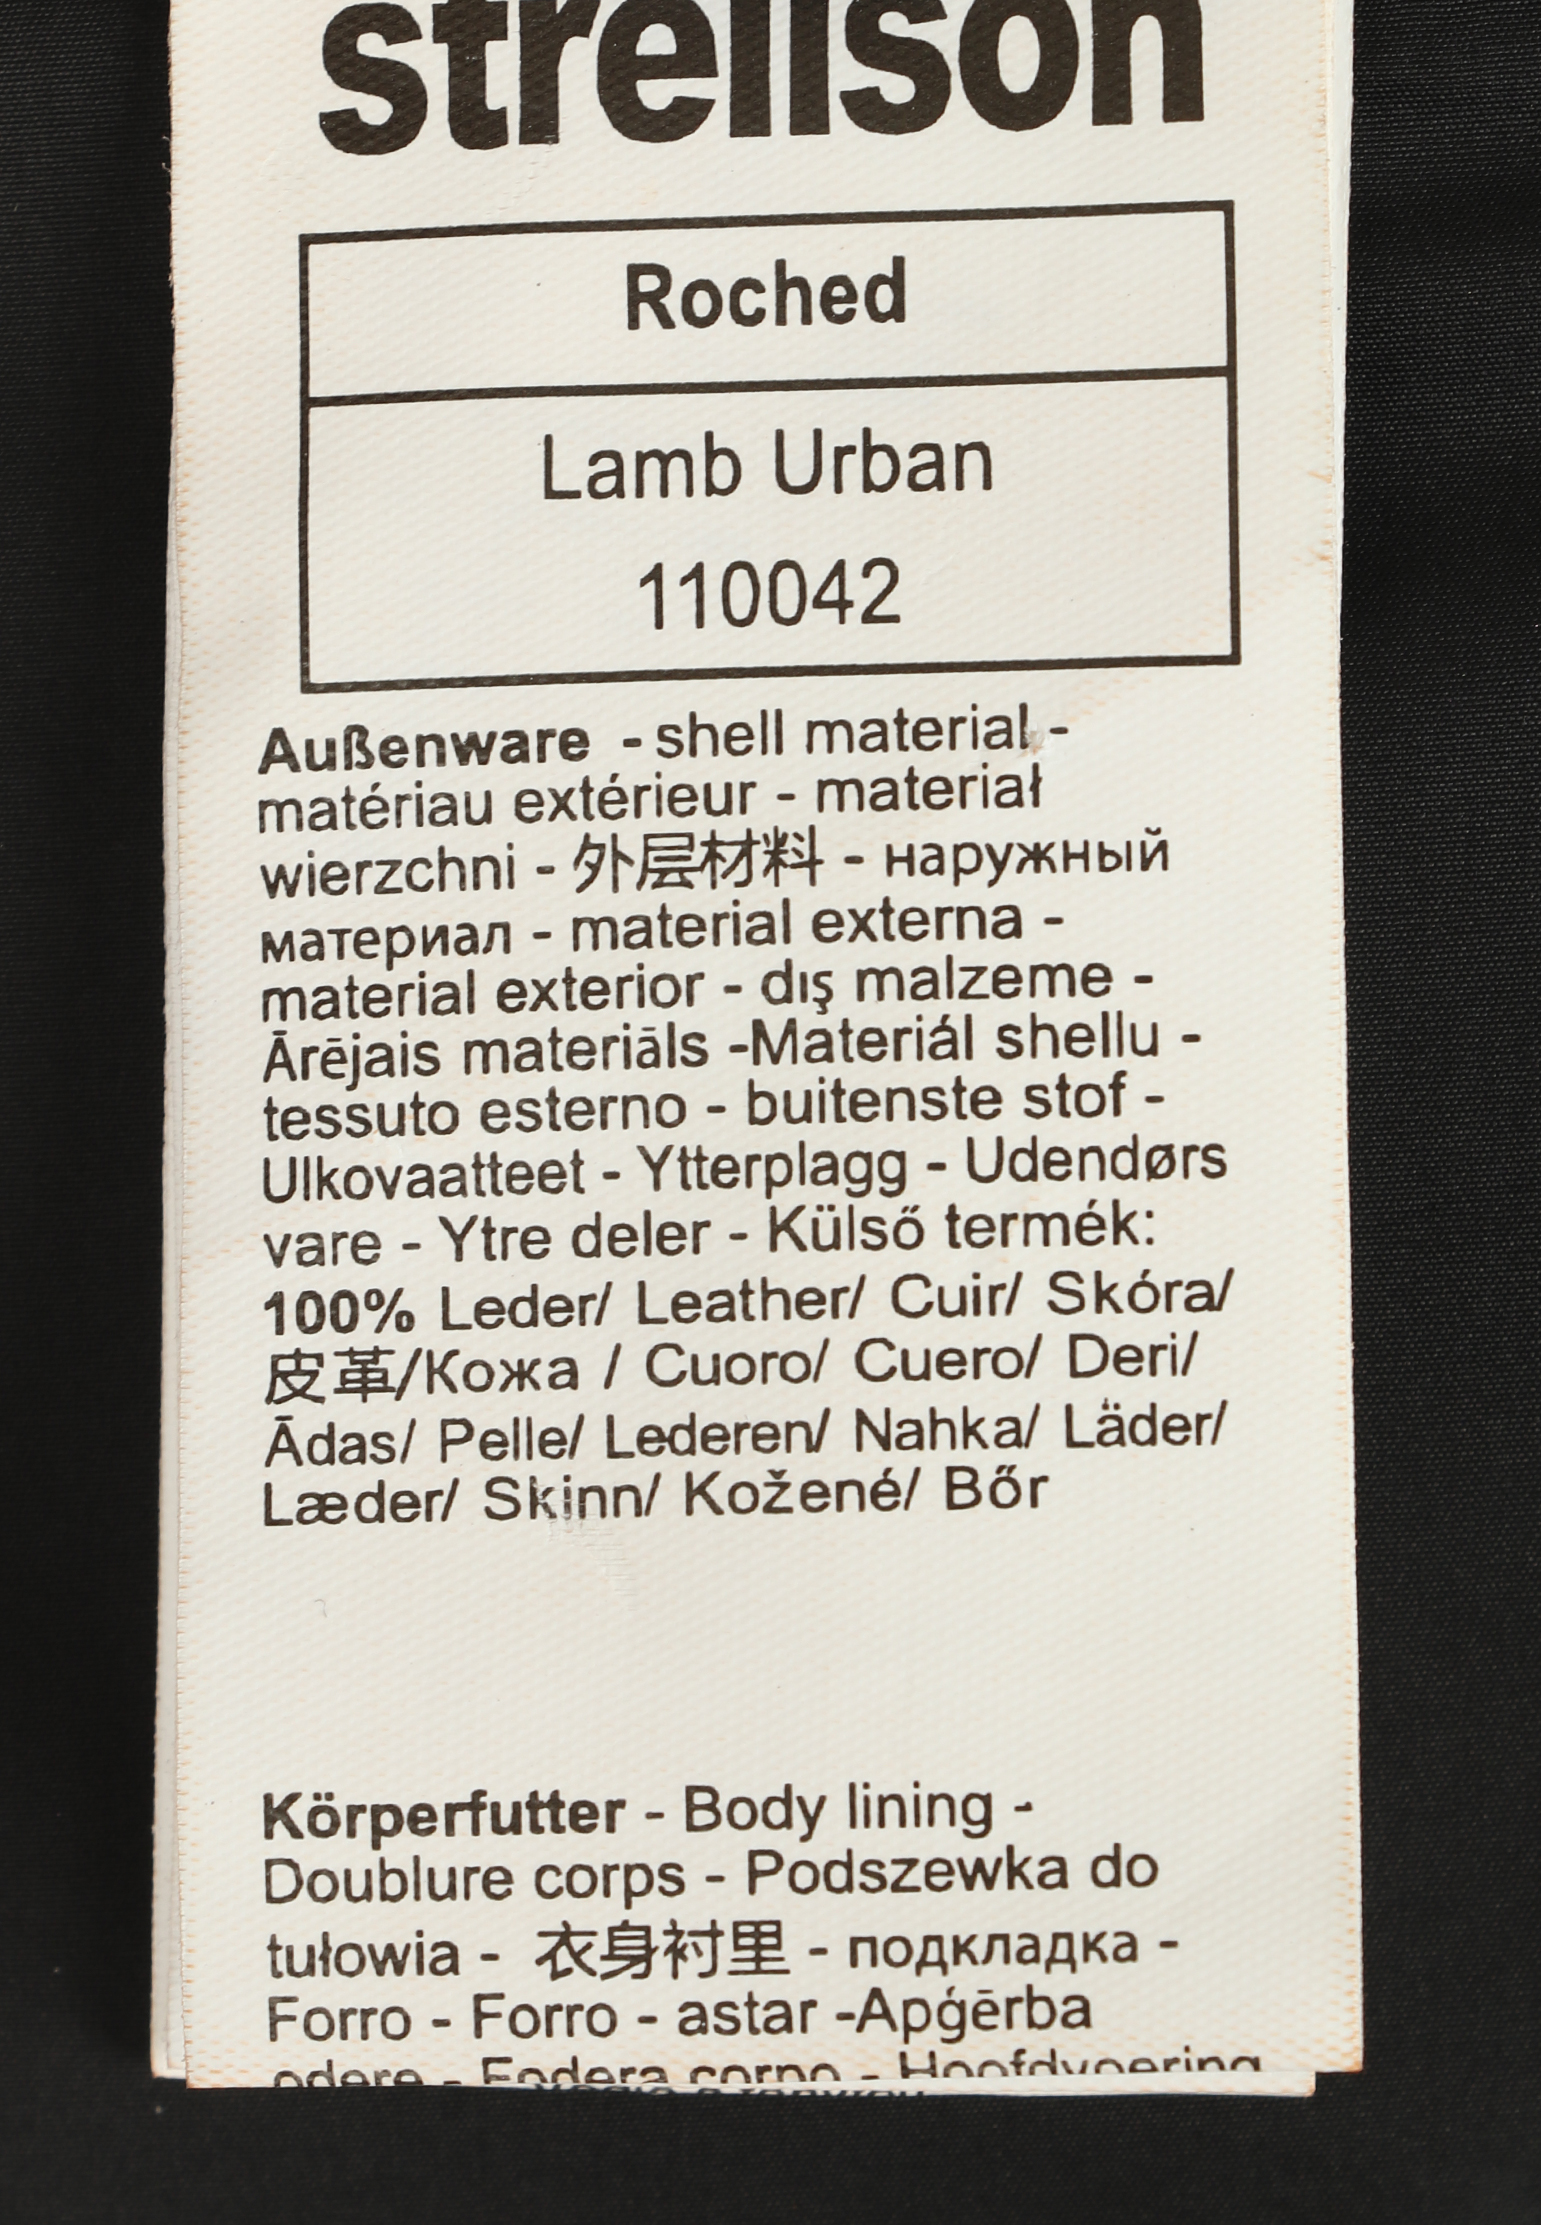 strellson
Roched
Lamb Urban
110042
Außenware - shell material -
matériau extérieur - materiał
wierzchni - 外层材料 - наружный
материал - material externa -
material exterior - dış malzeme -
Ārējais materiāls -Materiál shellu -
tessuto esterno - buitenste stof -
Ulkovaatteet - Ytterplagg - Udendørs
vare - Ytre deler - Külső termék:
100% Leder/ Leather/ Cuir/ Skóra/
皮革/Кожа / Cuoro/ Cuero/ Deri/
Ādas/ Pelle/ Lederen/ Nahka/ Läder/
Læder/ Skinn/ Kožené/ Bőr
Körperfutter - Body lining -
Doublure corps - Podszewka do
tułowia - 衣身衬里 - подкладка -
Forro - Forro - astar -Apģērba
odere - Fodera corpo - Hoofdvoering